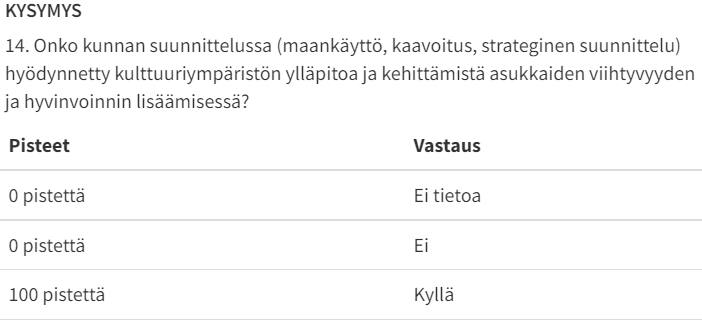 KYSYMYS
14. Onko kunnan suunnittelussa (maankäyttö, kaavoitus, strateginen suunnittelu)
hyödynnetty kulttuuriympäristön ylläpitoa ja kehittämistä asukkaiden viihtyvyyden
ja hyvinvoinnin lisäämisessä?
Pisteet Vastaus
0 pistettä Ei tietoa
0 pistettä Ei
100 pistettä Kyllä